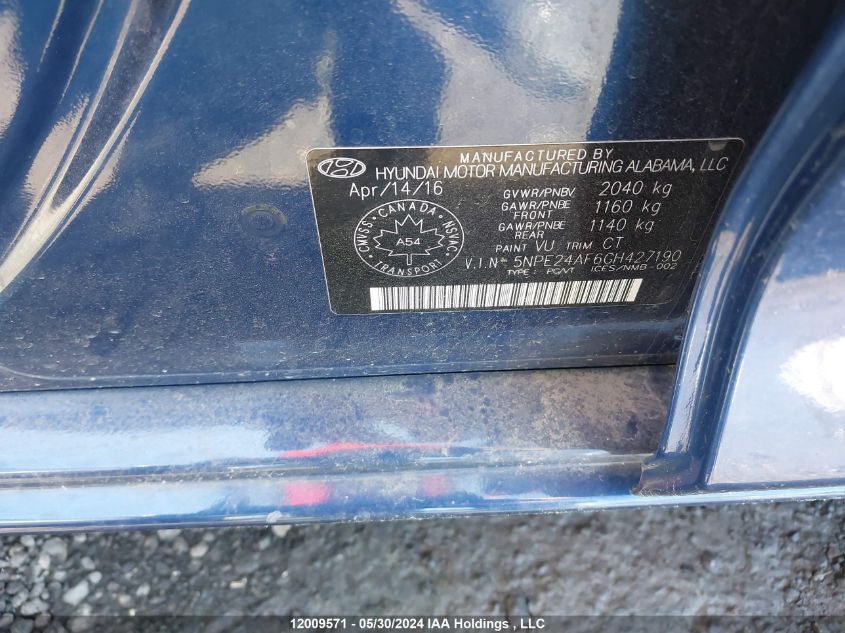 MANUFACTURED BY
HYUNDAI MOTOR MANUFACTURING ALABAMA, LLC
Apr/14/16
GVWR/PNBV 2040 kg
GAWR/PNBE FRONT 1160 kg
GAWR/PNBE REAR 1140 kg
CANADA
CMVSS NSVAC
A54
TRANSPORT
PAINT VU TRIM CT
V.I.N: 5NPE24AF6GH427190
TYPE: PC/VT ICES/NMB-002
12009571 - 05/30/2024 IAA Holdings , LLC